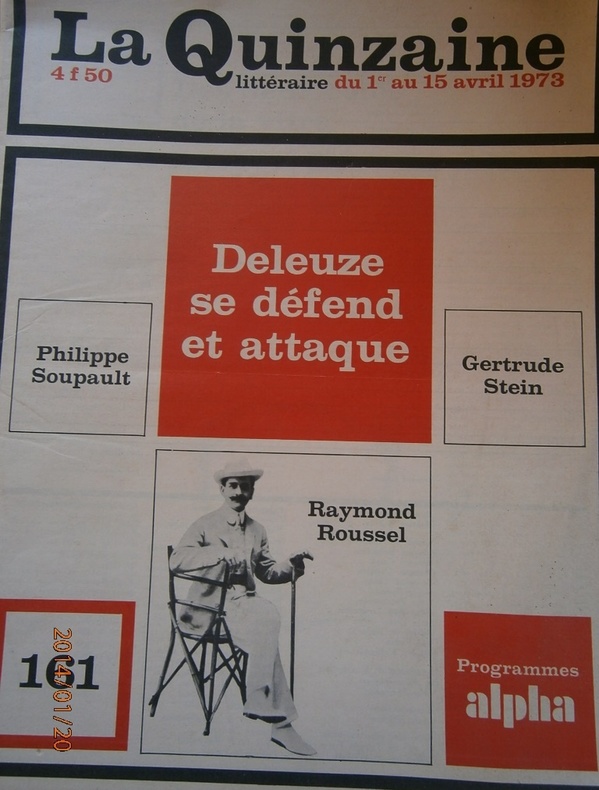 La Quinzaine
4 f 50
littéraire du 1er au 15 avril 1973
Deleuze
se défend
et attaque
Philippe
Soupault
Gertrude
Stein
Raymond
Roussel
161
2014/01/20
Programmes
alpha